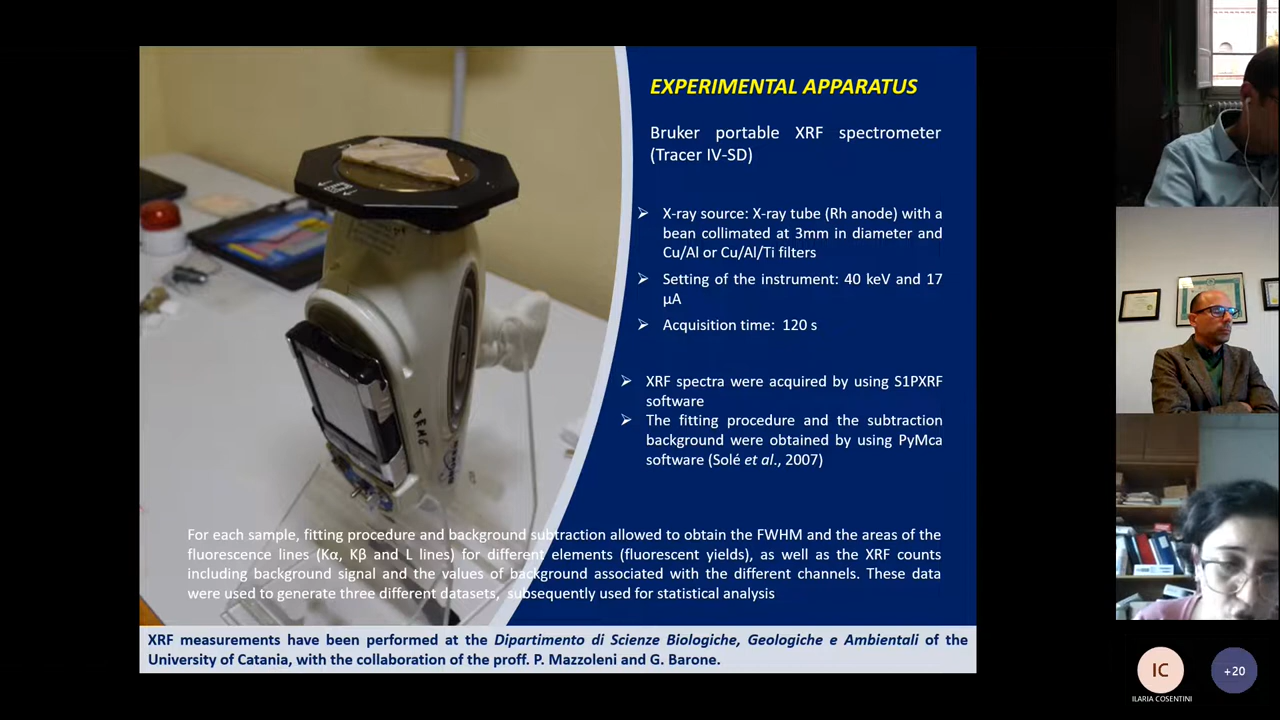 EXPERIMENTAL APPARATUS
Bruker portable XRF spectrometer
(Tracer IV-SD)
➢ X-ray source: X-ray tube (Rh anode) with a
bean collimated at 3mm in diameter and
Cu/Al or Cu/Al/Ti filters
➢ Setting of the instrument: 40 keV and 17
µA
➢ Acquisition time: 120 s
➢ XRF spectra were acquired by using S1PXRF
software
➢ The fitting procedure and the subtraction
background were obtained by using PyMca
software (Solé et al., 2007)
For each sample, fitting procedure and background subtraction allowed to obtain the FWHM and the areas of the
fluorescence lines (Kα, Kβ and L lines) for different elements (fluorescent yields), as well as the XRF counts
including background signal and the values of background associated with the different channels. These data
were used to generate three different datasets, subsequently used for statistical analysis
XRF measurements have been performed at the Dipartimento di Scienze Biologiche, Geologiche e Ambientali of the
University of Catania, with the collaboration of the proff. P. Mazzoleni and G. Barone.
IC
ILARIA COSENTINI
+20